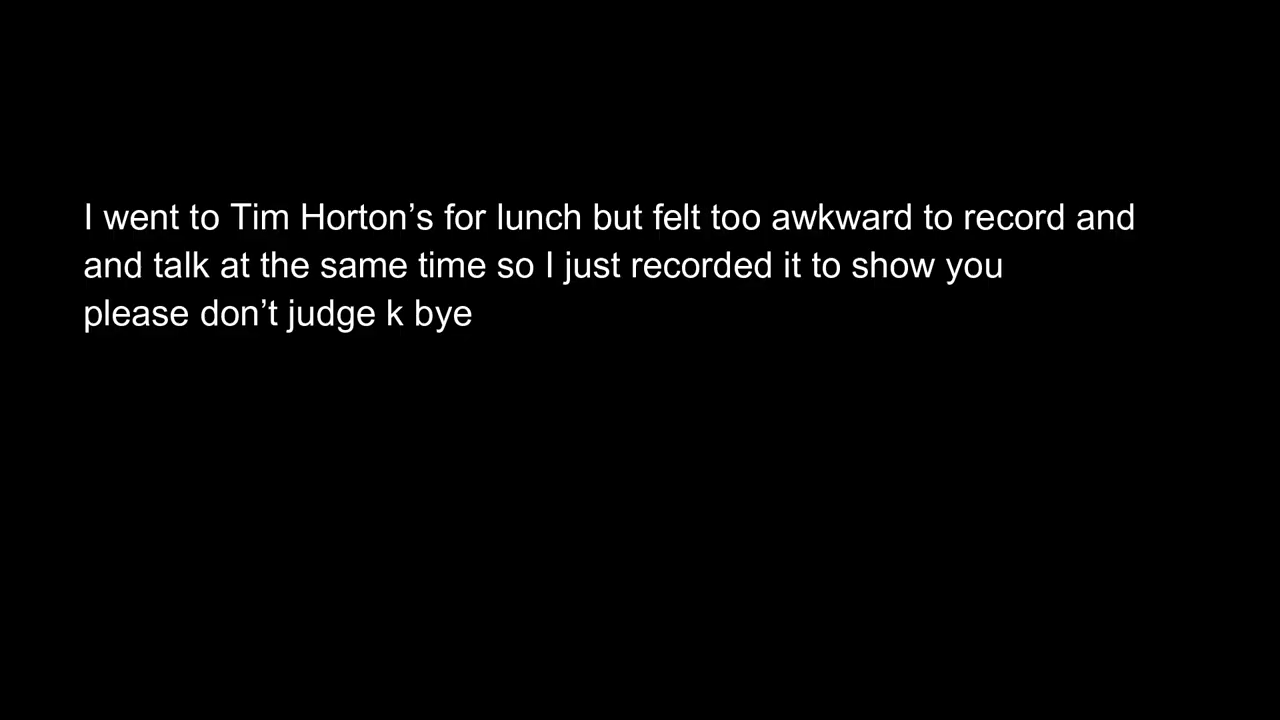 I went to Tim Horton’s for lunch but felt too awkward to record and
and talk at the same time so I just recorded it to show you
please don’t judge k bye